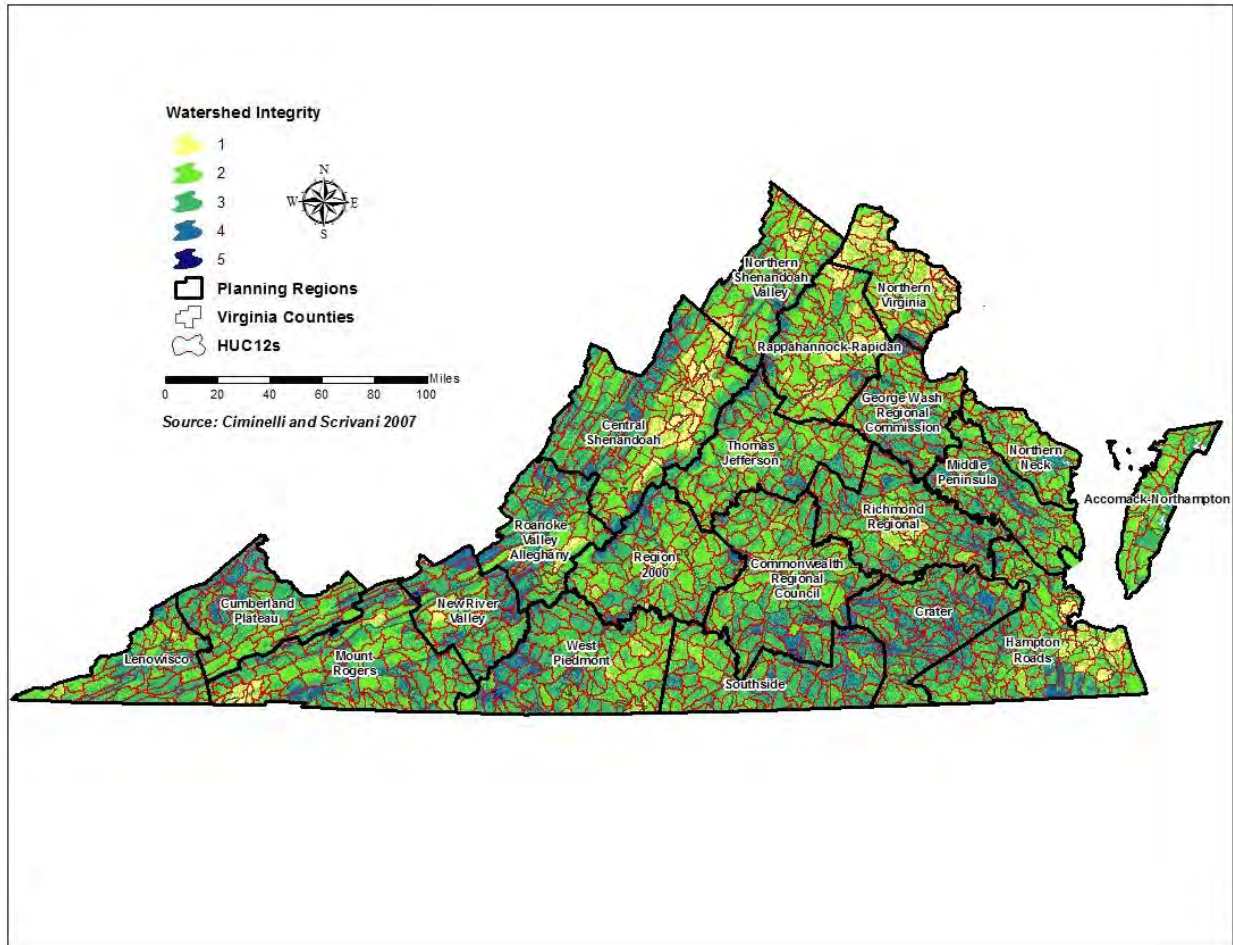 Watershed Integrity
1
2
3
4
5
Planning Regions
Virginia Counties
HUC12s
N
W
E
S
Miles
0 20 40 60 80 100
Source: Ciminelli and Scrivani 2007
Northern
Shenandoah
Valley
Northern
Virginia
Rappahannock-Rapidan
George Wash
Regional
Commission
Central
Shenandoah
Thomas
Jefferson
Northern
Neck
Middle
Peninsula
Accomack-Northampton
Richmond
Regional
Roanoke
Valley
Alleghany
Region
2000
Commonwealth
Regional
Council
Cumberland
Plateau
New River
Valley
Crater
Hampton
Roads
Lenowisco
Mount
Rogers
West
Piedmont
Southside